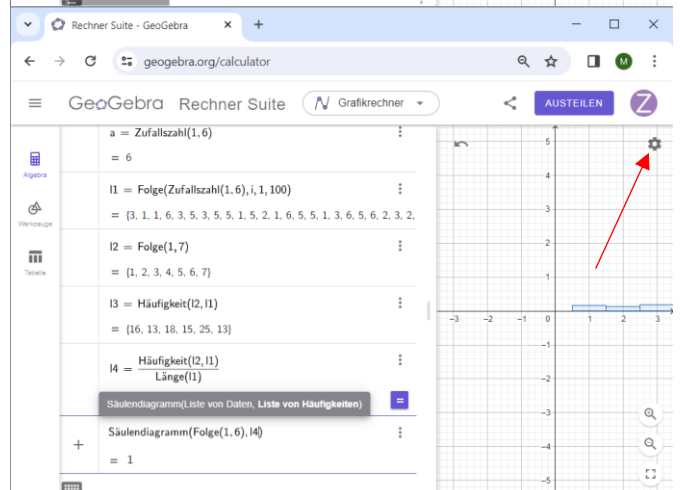 Rechner Suite - GeoGebra
geogebra.org/calculator
M
GeoGebra Rechner Suite
Grafikrechner
AUSTEILEN
Z
Algebra
Werkzeuge
Tabelle
a = Zufallszahl(1, 6)
= 6
l1 = Folge(Zufallszahl(1, 6), i, 1, 100)
= {3, 1, 1, 6, 3, 5, 3, 5, 5, 1, 5, 2, 1, 6, 5, 5, 1, 3, 6, 5, 6, 2, 3, 2,
l2 = Folge(1, 7)
= {1, 2, 3, 4, 5, 6, 7}
l3 = Häufigkeit(l2, l1)
= {16, 13, 18, 15, 25, 13}
l4 = Häufigkeit(l2, l1)
Länge(l1)
Säulendiagramm(Liste von Daten, Liste von Häufigkeiten)
=
Säulendiagramm(Folge(1, 6), l4)
= 1
5
4
3
2
1
-3 -2 -1 0 1 2 3
-1
-2
-3
-4
-5